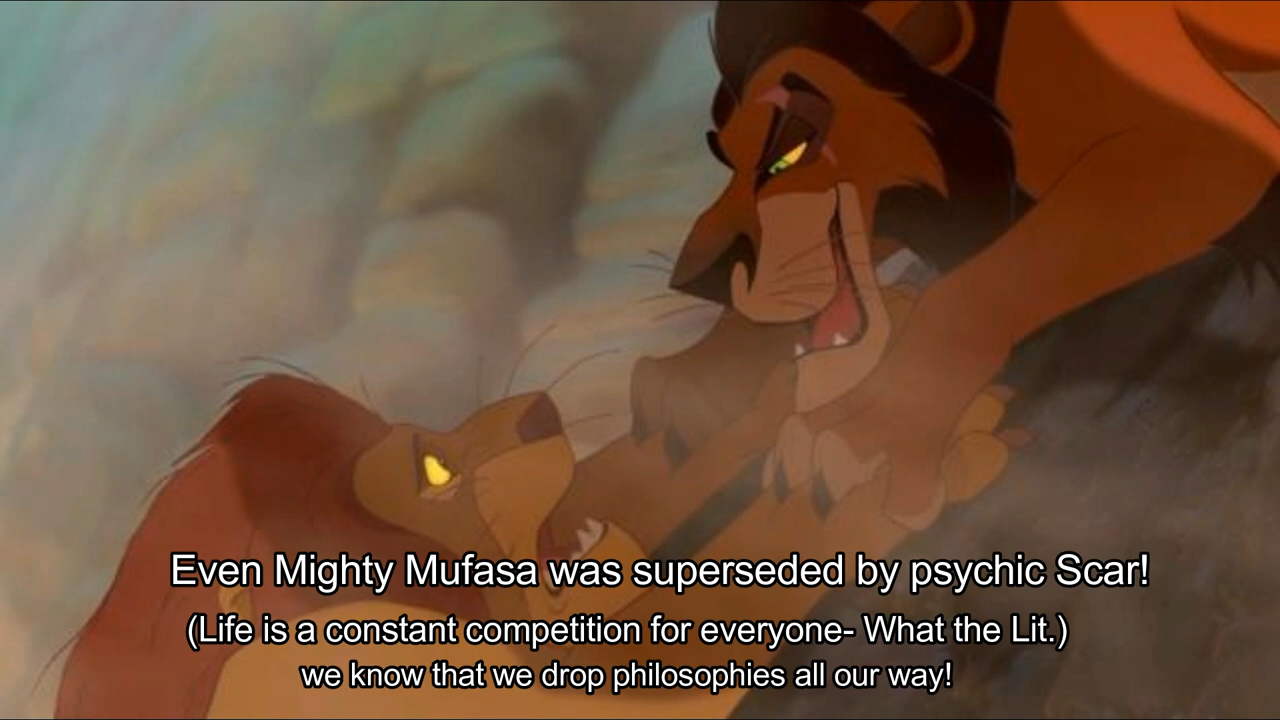 Even Mighty Mufasa was superseded by psychic Scar!
(Life is a constant competition for everyone- What the Lit.)
we know that we drop philosophies all our way!